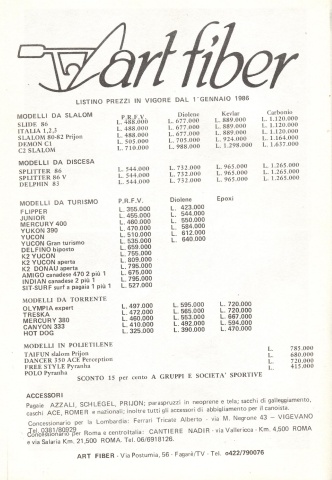 art fiber
LISTINO PREZZI IN VIGORE DAL 1° GENNAIO 1986
MODELLI DA SLALOM P.R.F.V. Diolene Kevlar Carbonio
SLIDE 86 L. 488.000 L. 677.000 L. 889.000 L. 1.120.000
ITALIA 1,2,3 L. 488.000 L. 677.000 L. 889.000 L. 1.120.000
SLALOM 80-82 Prijon L. 488.000 L. 677.000 L. 889.000 L. 1.120.000
DEMON C1 L. 505.000 L. 705.000 L. 924.000 L. 1.164.000
C2 SLALOM L. 710.000 L. 988.000 L. 1.298.000 L. 1.637.000
MODELLI DA DISCESA
SPLITTER 86 L. 544.000 L. 732.000 L. 965.000 L. 1.265.000
SPLITTER 86 V L. 544.000 L. 732.000 L. 965.000 L. 1.265.000
DELPHIN 83 L. 544.000 L. 732.000 L. 965.000 L. 1.265.000
MODELLI DA TURISMO P.R.F.V. Diolene Epoxi
FLIPPER L. 355.000 L. 423.000
JUNIOR L. 455.000 L. 544.000
MERCURY 400 L. 460.000 L. 550.000
YUKON 390 L. 470.000 L. 584.000
YUCON L. 510.000 L. 612.000
YUCON Gran turismo L. 535.000 L. 640.000
DELFINO biposto L. 659.000
K2 YUCON L. 755.000
K2 YUCON aperta L. 809.000
K2 DONAU aperta L. 795.000
AMIGO canadese 470 2 più 1 L. 675.000
INDIAN canadese 2 più 1 L. 795.000
SIT-SURF surf a pagaia 1 più 1 L. 527.000
MODELLI DA TORRENTE
OLYMPIA expert L. 497.000 L. 595.000 L. 720.000
TRESKA L. 472.000 L. 565.000 L. 720.000
MERCURY 380 L. 460.000 L. 553.000 L. 667.000
CANYON 333 L. 410.000 L. 492.000 L. 594.000
HOT DOG L. 325.000 L. 390.000 L. 470.000
MODELLI IN POLIETILENE
TAIFUN slalom Prijon L. 785.000
DANCER 350 ACE Perception L. 680.000
FREE STYLE Pyranha L. 720.000
POLO Pyranha L. 415.000
SCONTO 15 per cento A GRUPPI E SOCIETA' SPORTIVE
ACCESSORI
Pagaie AZZALI, SCHLEGEL, PRIJON; paraspruzzi in neoprene e tela; sacchi di galleggiamento,
caschi ACE, ROMER e nazionali; inoltre tutti gli accessori di abbigliamento per il canoista.
Concessionario per la Lombardia: Ferrari Tricate Alberto - via M. Negrone 43 - VIGEVANO
Tel. 0381/80929
Concessionario per Roma e centroItalia: CANTIERE NADIR - via Vallericca - Km. 4,500 ROMA
e via Salaria Km. 21,500 ROMA. Tel. 06/6918126.
ART FIBER - Via Postumia, 56 - Fagarè/TV - Tel. o422/790076